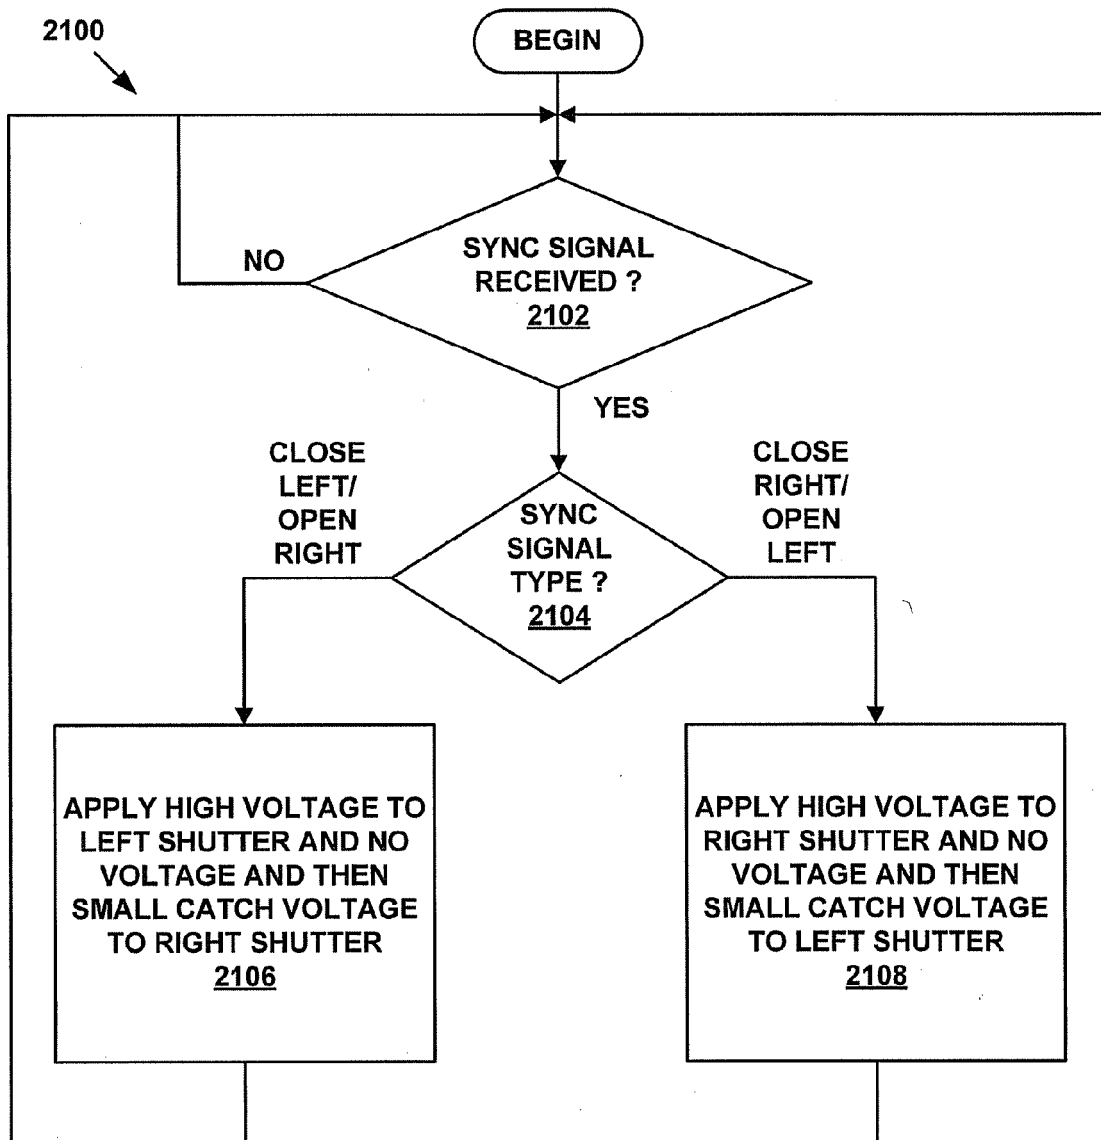 2100
BEGIN
SYNC SIGNAL
RECEIVED ?
2102
NO
YES
CLOSE
LEFT/
OPEN
RIGHT
CLOSE
RIGHT/
OPEN
LEFT
SYNC
SIGNAL
TYPE ?
2104
APPLY HIGH VOLTAGE TO
LEFT SHUTTER AND NO
VOLTAGE AND THEN
SMALL CATCH VOLTAGE
TO RIGHT SHUTTER
2106
APPLY HIGH VOLTAGE TO
RIGHT SHUTTER AND NO
VOLTAGE AND THEN
SMALL CATCH VOLTAGE
TO LEFT SHUTTER
2108